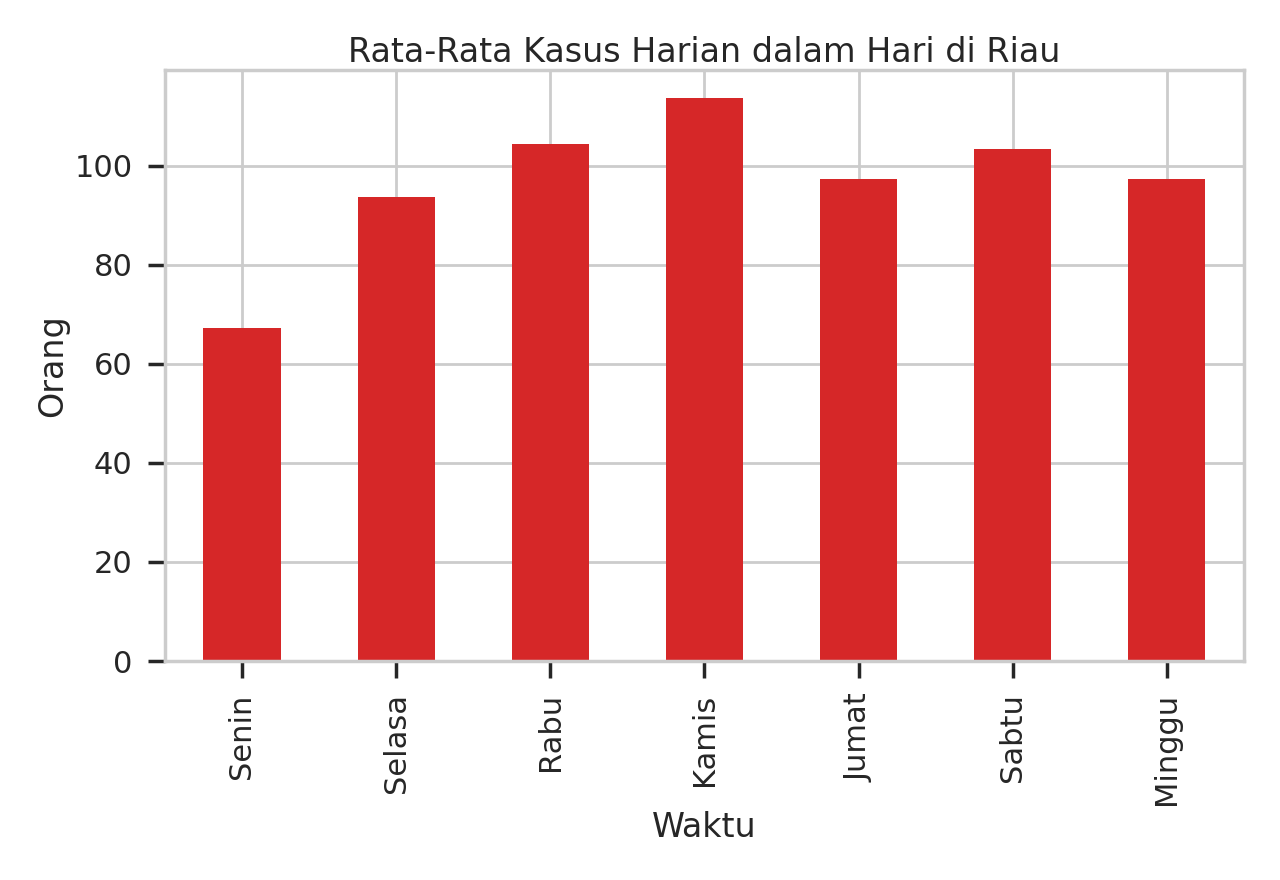 Rata-Rata Kasus Harian dalam Hari di Riau
Orang
100
80
60
40
20
0
Senin
Selasa
Rabu
Kamis
Jumat
Sabtu
Minggu
Waktu